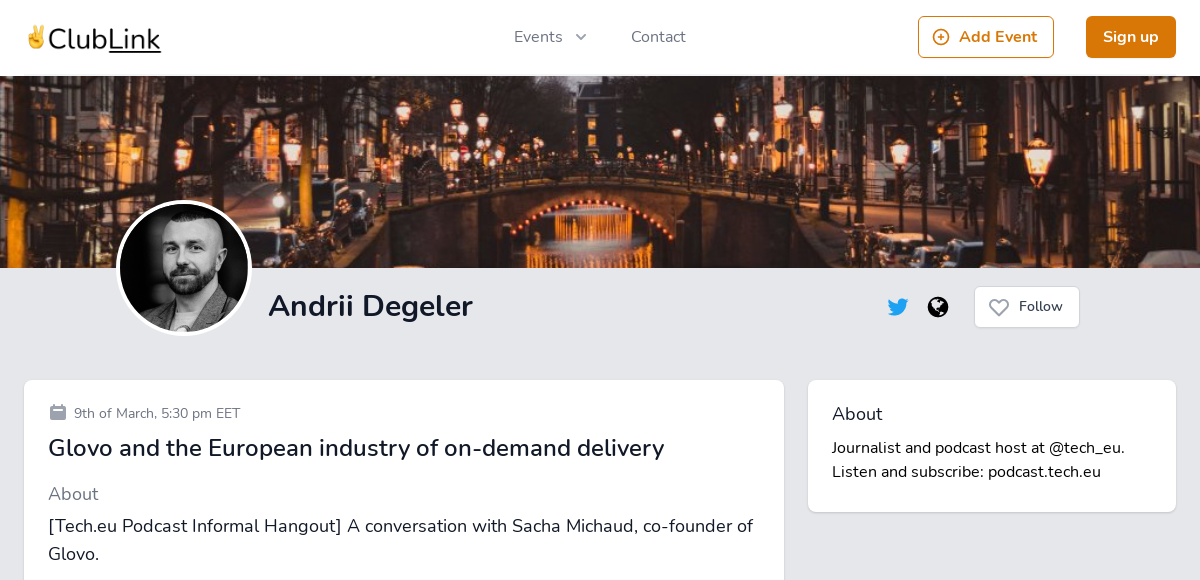 ClubLink
Events
Contact
Add Event
Sign up
Andrii Degeler
Follow
9th of March, 5:30 pm EET
Glovo and the European industry of on-demand delivery
About
[Tech.eu Podcast Informal Hangout] A conversation with Sacha Michaud, co-founder of
Glovo.
About
Journalist and podcast host at @tech_eu.
Listen and subscribe: podcast.tech.eu